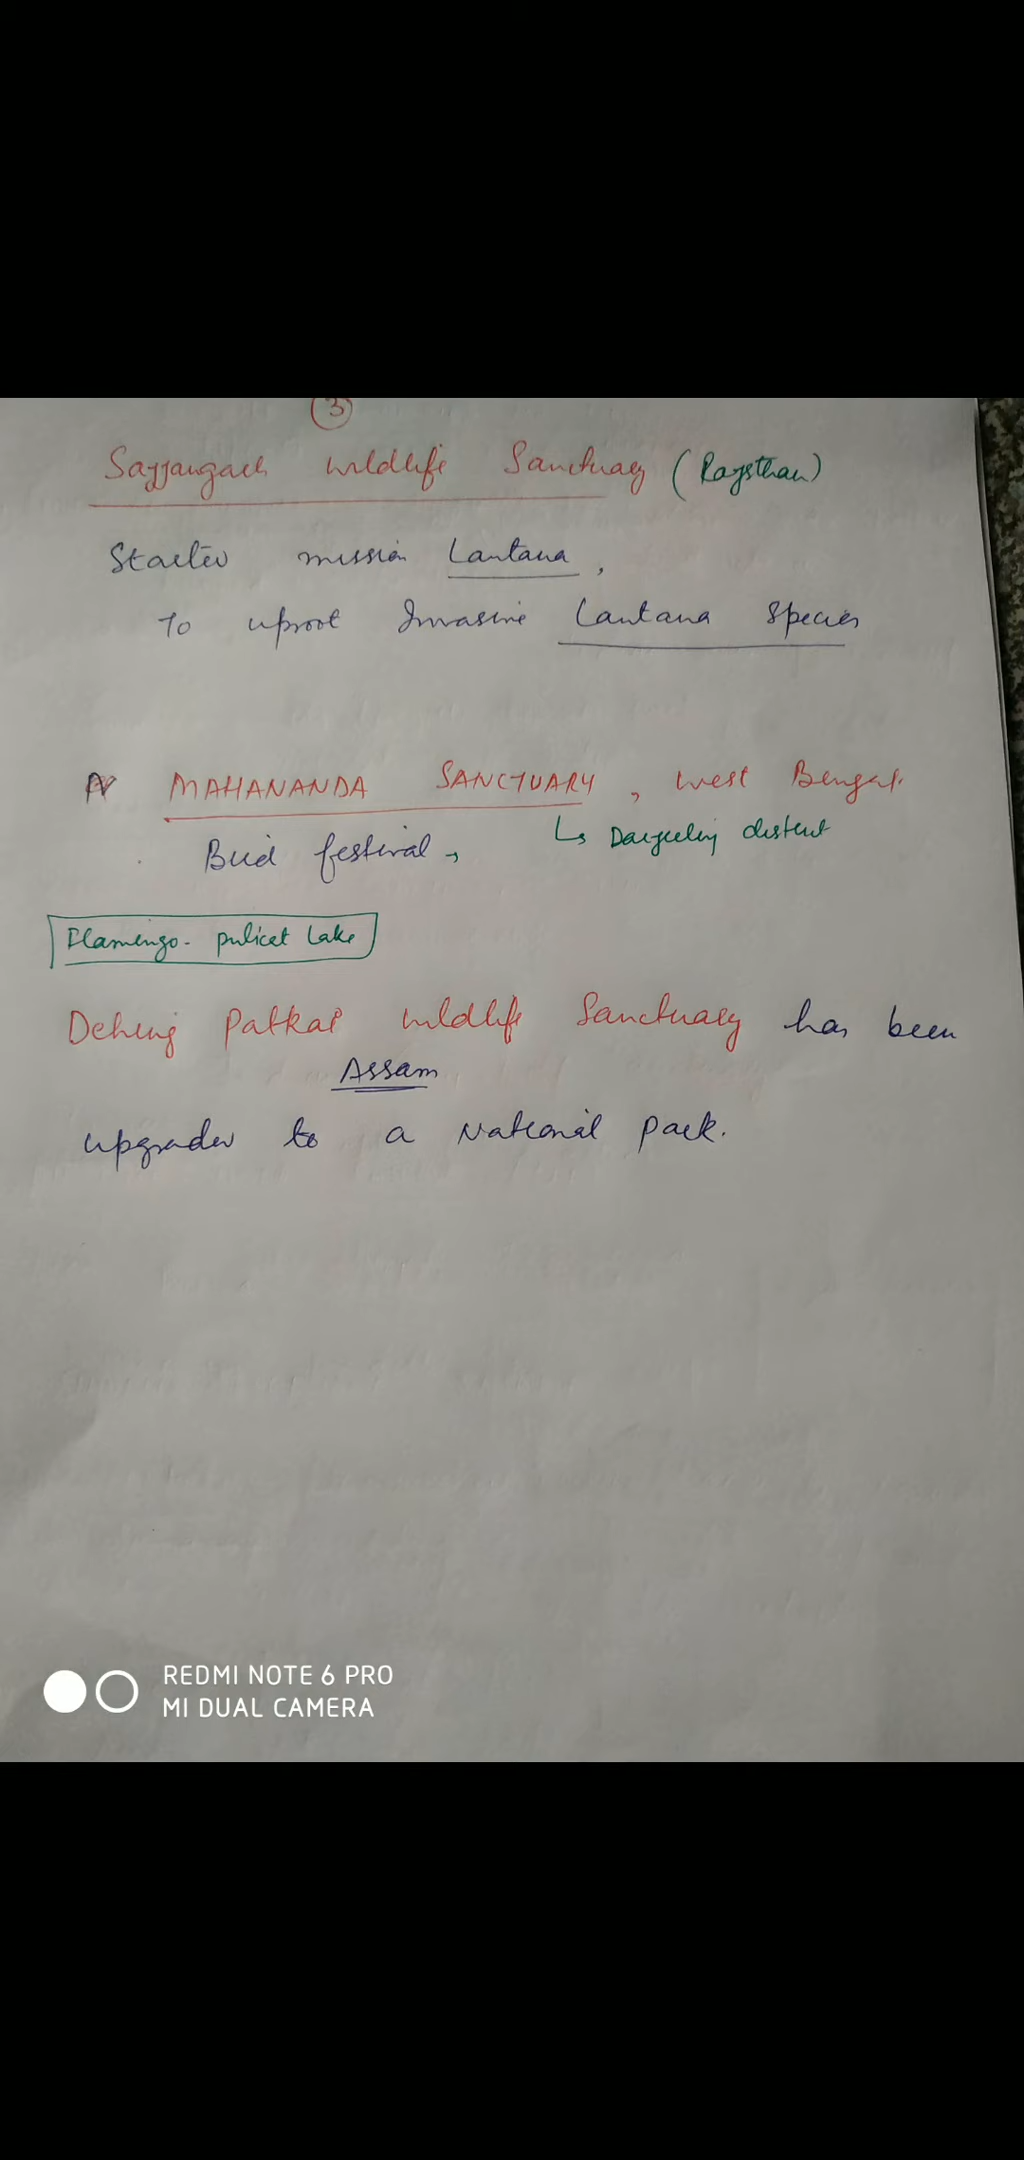 3
Sajjangarh wildlife Sanctuary (Rajsthan)
Started mission Lantana,
To uproot Invasive Lantana Species
MAHANANDA SANCTUARY, West Bengal.
↳ Darjeeling district
Bird festival,
Flamingo - pulicat Lake
Dehing Patkai wildlife Sanctuary has been
Assam
upgraded to a National park.
REDMI NOTE 6 PRO
MI DUAL CAMERA